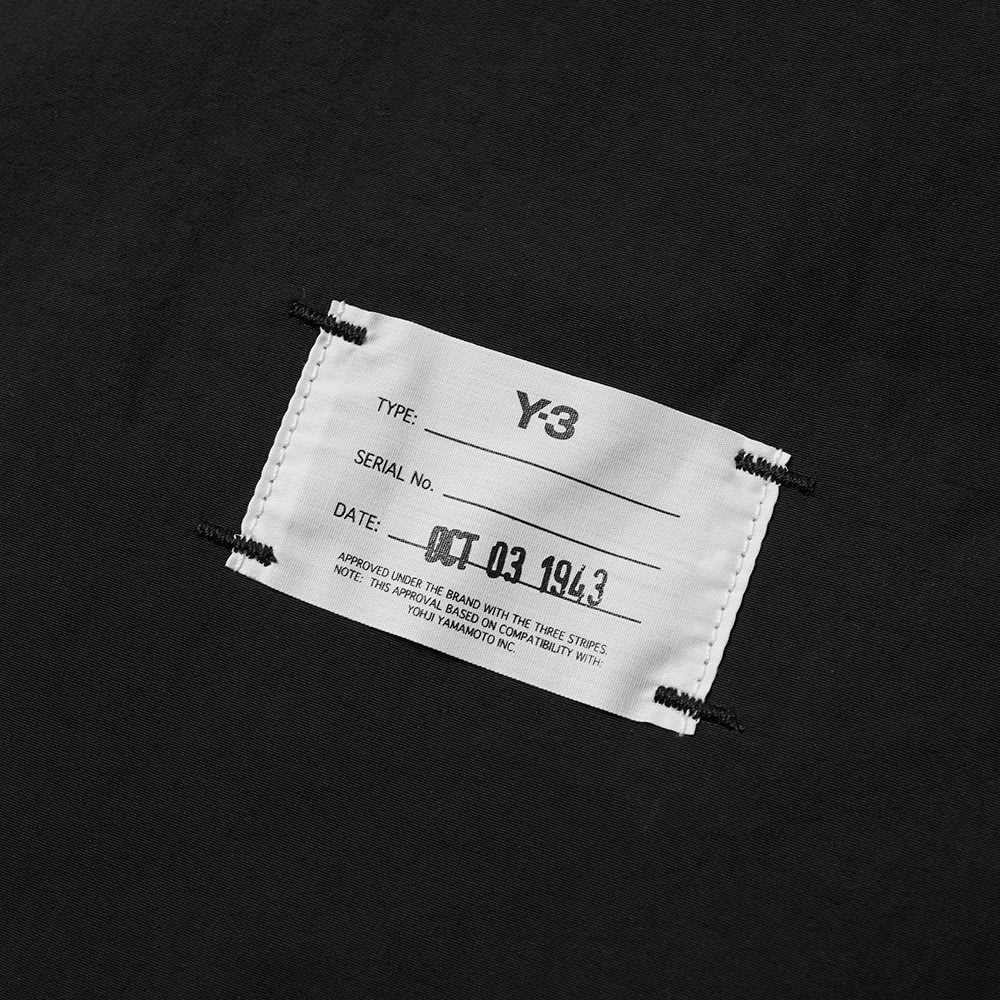 Y-3
TYPE:
SERIAL No.
DATE: OCT 03 1943
APPROVED UNDER THE BRAND WITH THE THREE STRIPES.
NOTE: THIS APPROVAL BASED ON COMPATIBILITY WITH:
YOHJI YAMAMOTO INC.